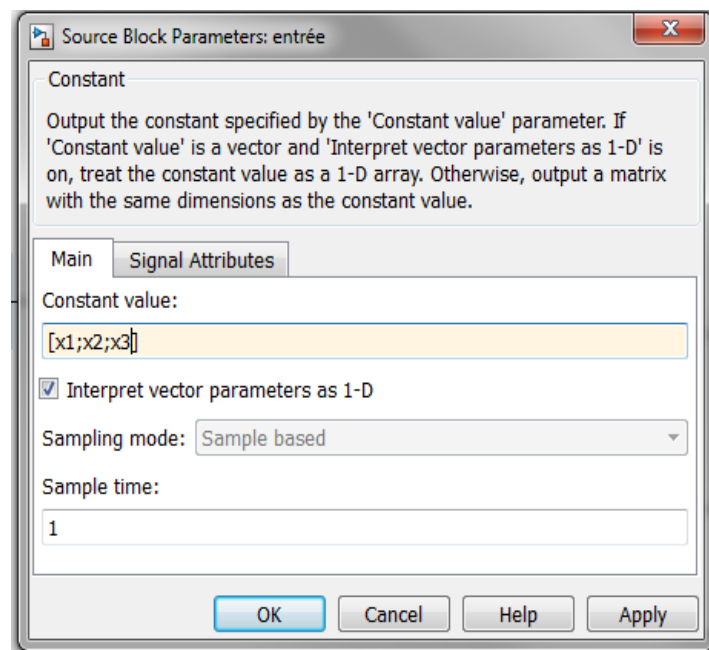 Source Block Parameters: entrée
Constant
Output the constant specified by the 'Constant value' parameter. If
'Constant value' is a vector and 'Interpret vector parameters as 1-D' is
on, treat the constant value as a 1-D array. Otherwise, output a matrix
with the same dimensions as the constant value.
Main Signal Attributes
Constant value:
[x1;x2;x3]
Interpret vector parameters as 1-D
Sampling mode: Sample based
Sample time:
1
OK Cancel Help Apply